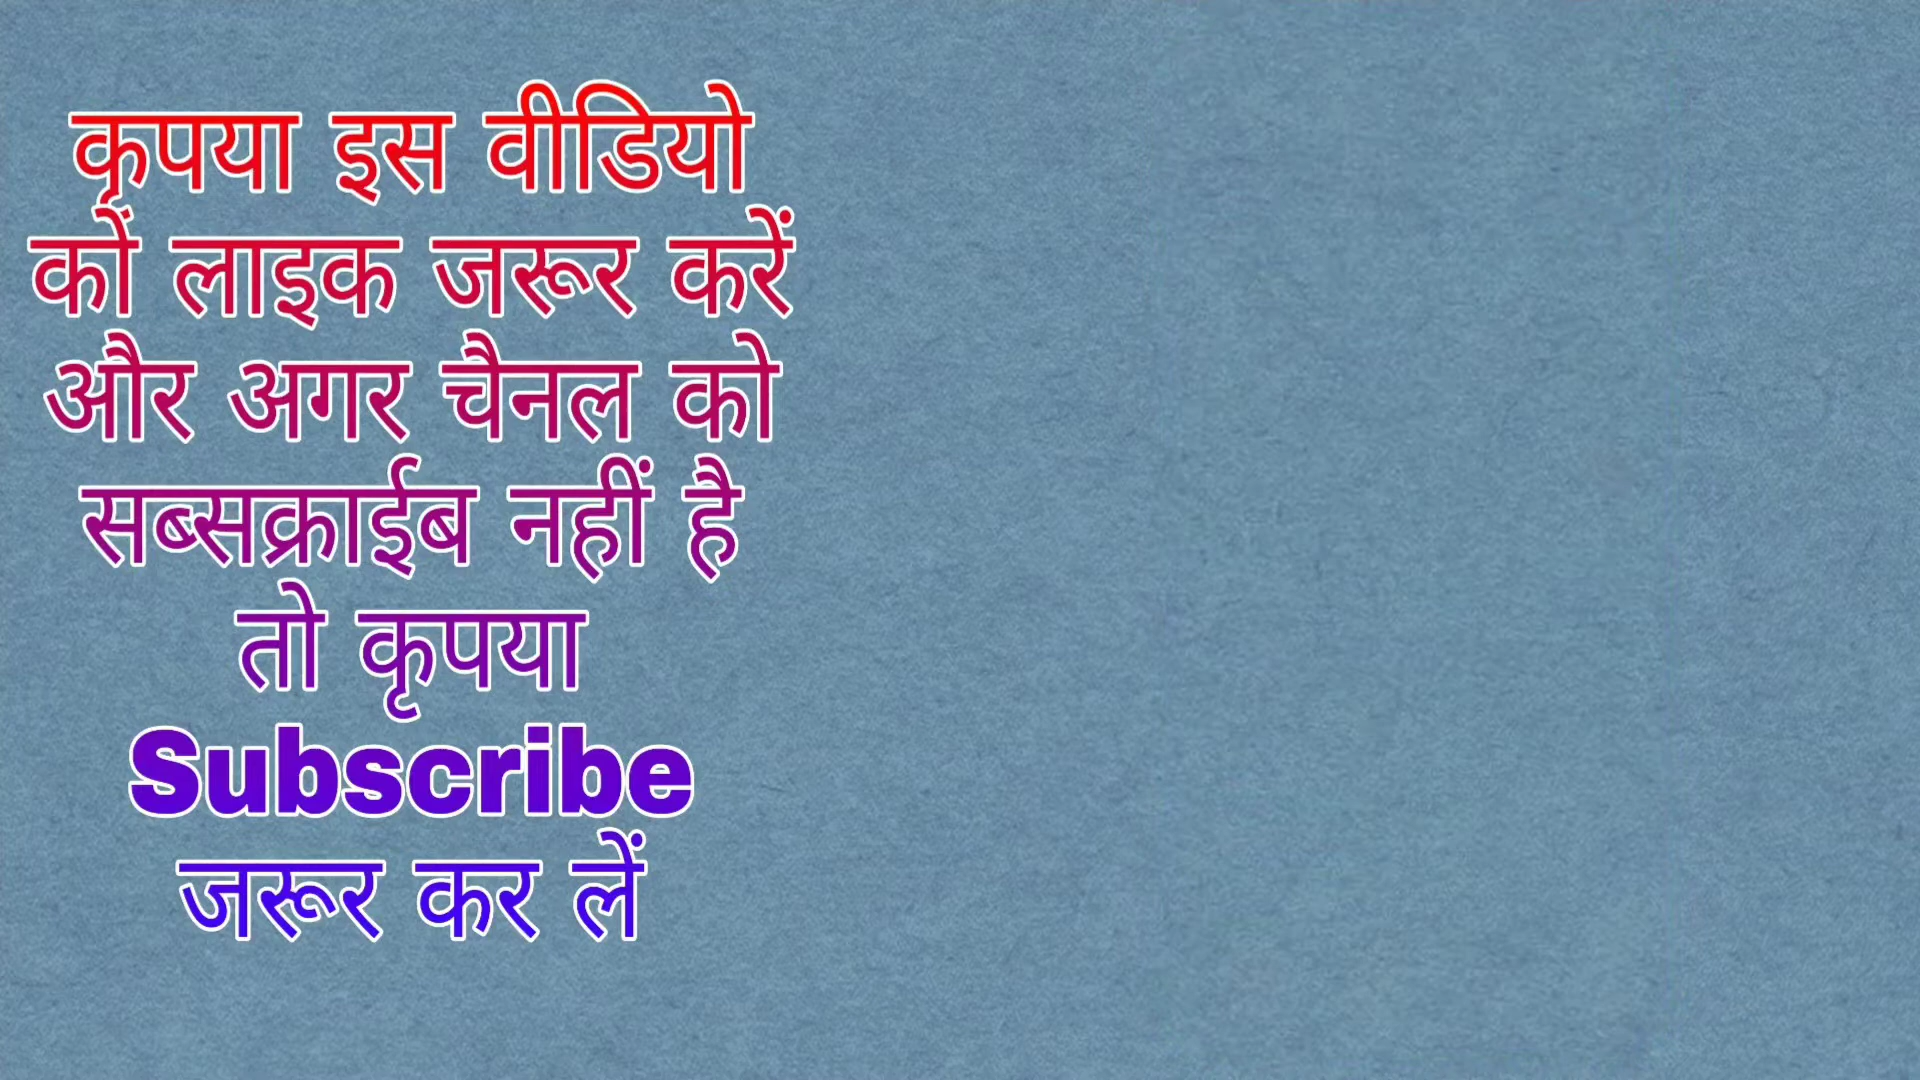 कृपया इस वीडियो
को लाइक जरूर करें
और अगर चैनल को
सब्सक्राईब नहीं है
तो कृपया
Subscribe
जरूर कर लें